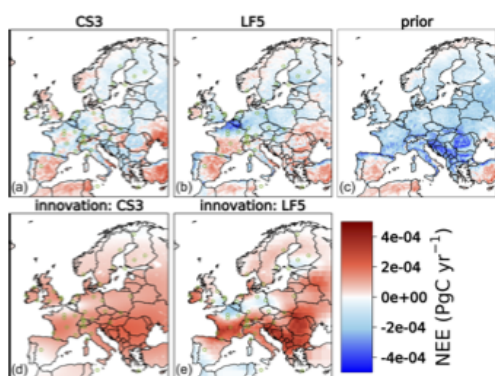 CS3 LF5 prior
(a) (b) (c)
innovation: CS3 innovation: LF5
(d) (e)
4e-04
2e-04
0e+00
-2e-04
-4e-04
NEE (PgC yr⁻¹)